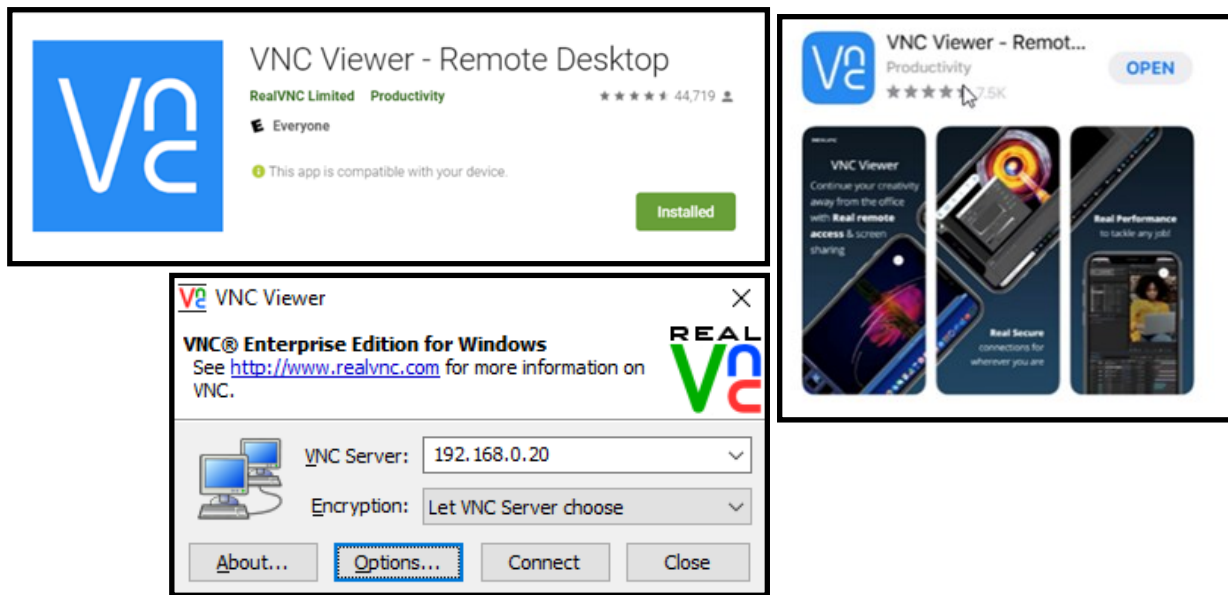 VNC Viewer - Remote Desktop
RealVNC Limited Productivity 44,719
E Everyone
This app is compatible with your device.
Installed
VNC Viewer - Remot...
Productivity
OPEN
7.5K
REALVNC
VNC Viewer
Continue your creativity
away from the office
with Real remote
access & screen
sharing
Real Secure
connections for
wherever you are
Real Performance
to tackle any job!
VNC Viewer
VNC® Enterprise Edition for Windows
See http://www.realvnc.com for more information on
VNC.
REAL
VNC
VNC Server: 192.168.0.20
Encryption: Let VNC Server choose
About... Options... Connect Close